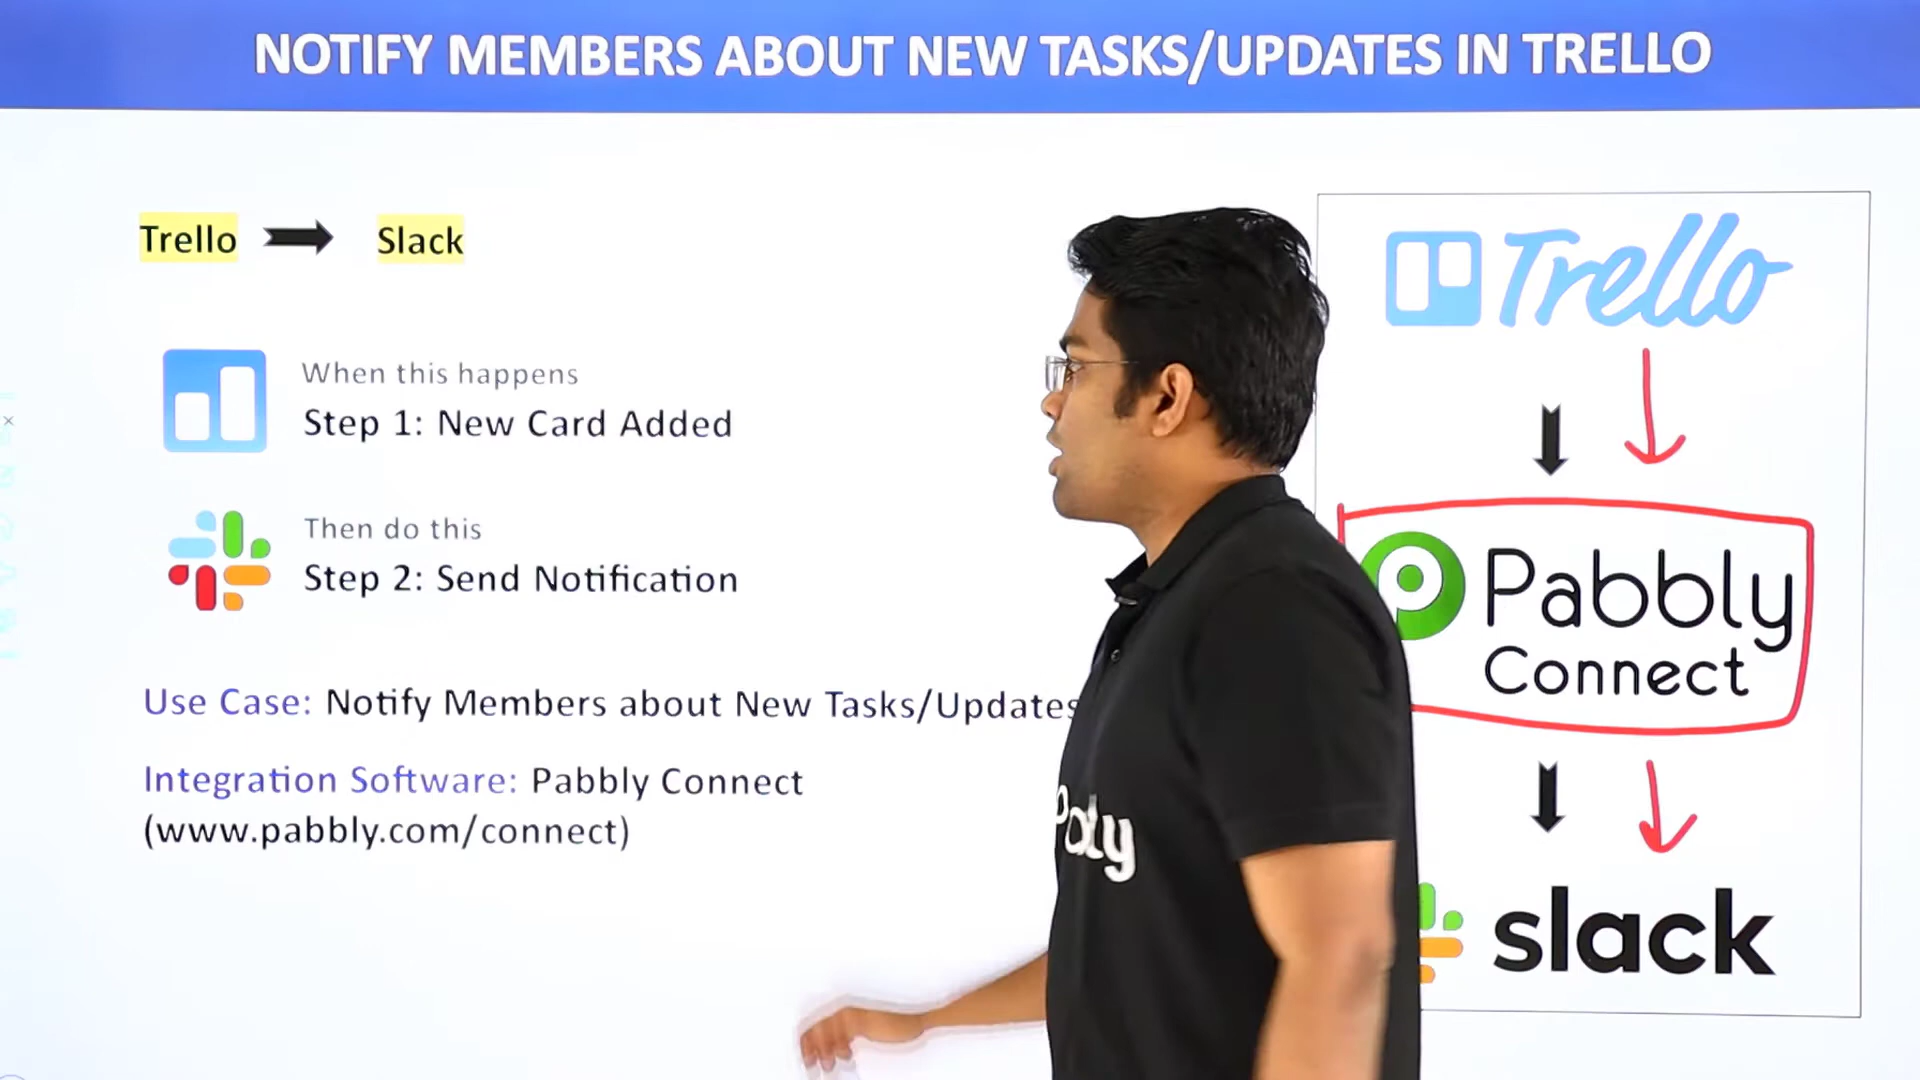 NOTIFY MEMBERS ABOUT NEW TASKS/UPDATES IN TRELLO
Trello
Slack
When this happens
Step 1: New Card Added
Then do this
Step 2: Send Notification
Use Case: Notify Members about New Tasks/Updates
Integration Software: Pabbly Connect
(www.pabbly.com/connect)
Trello
Pabbly
Connect
slack